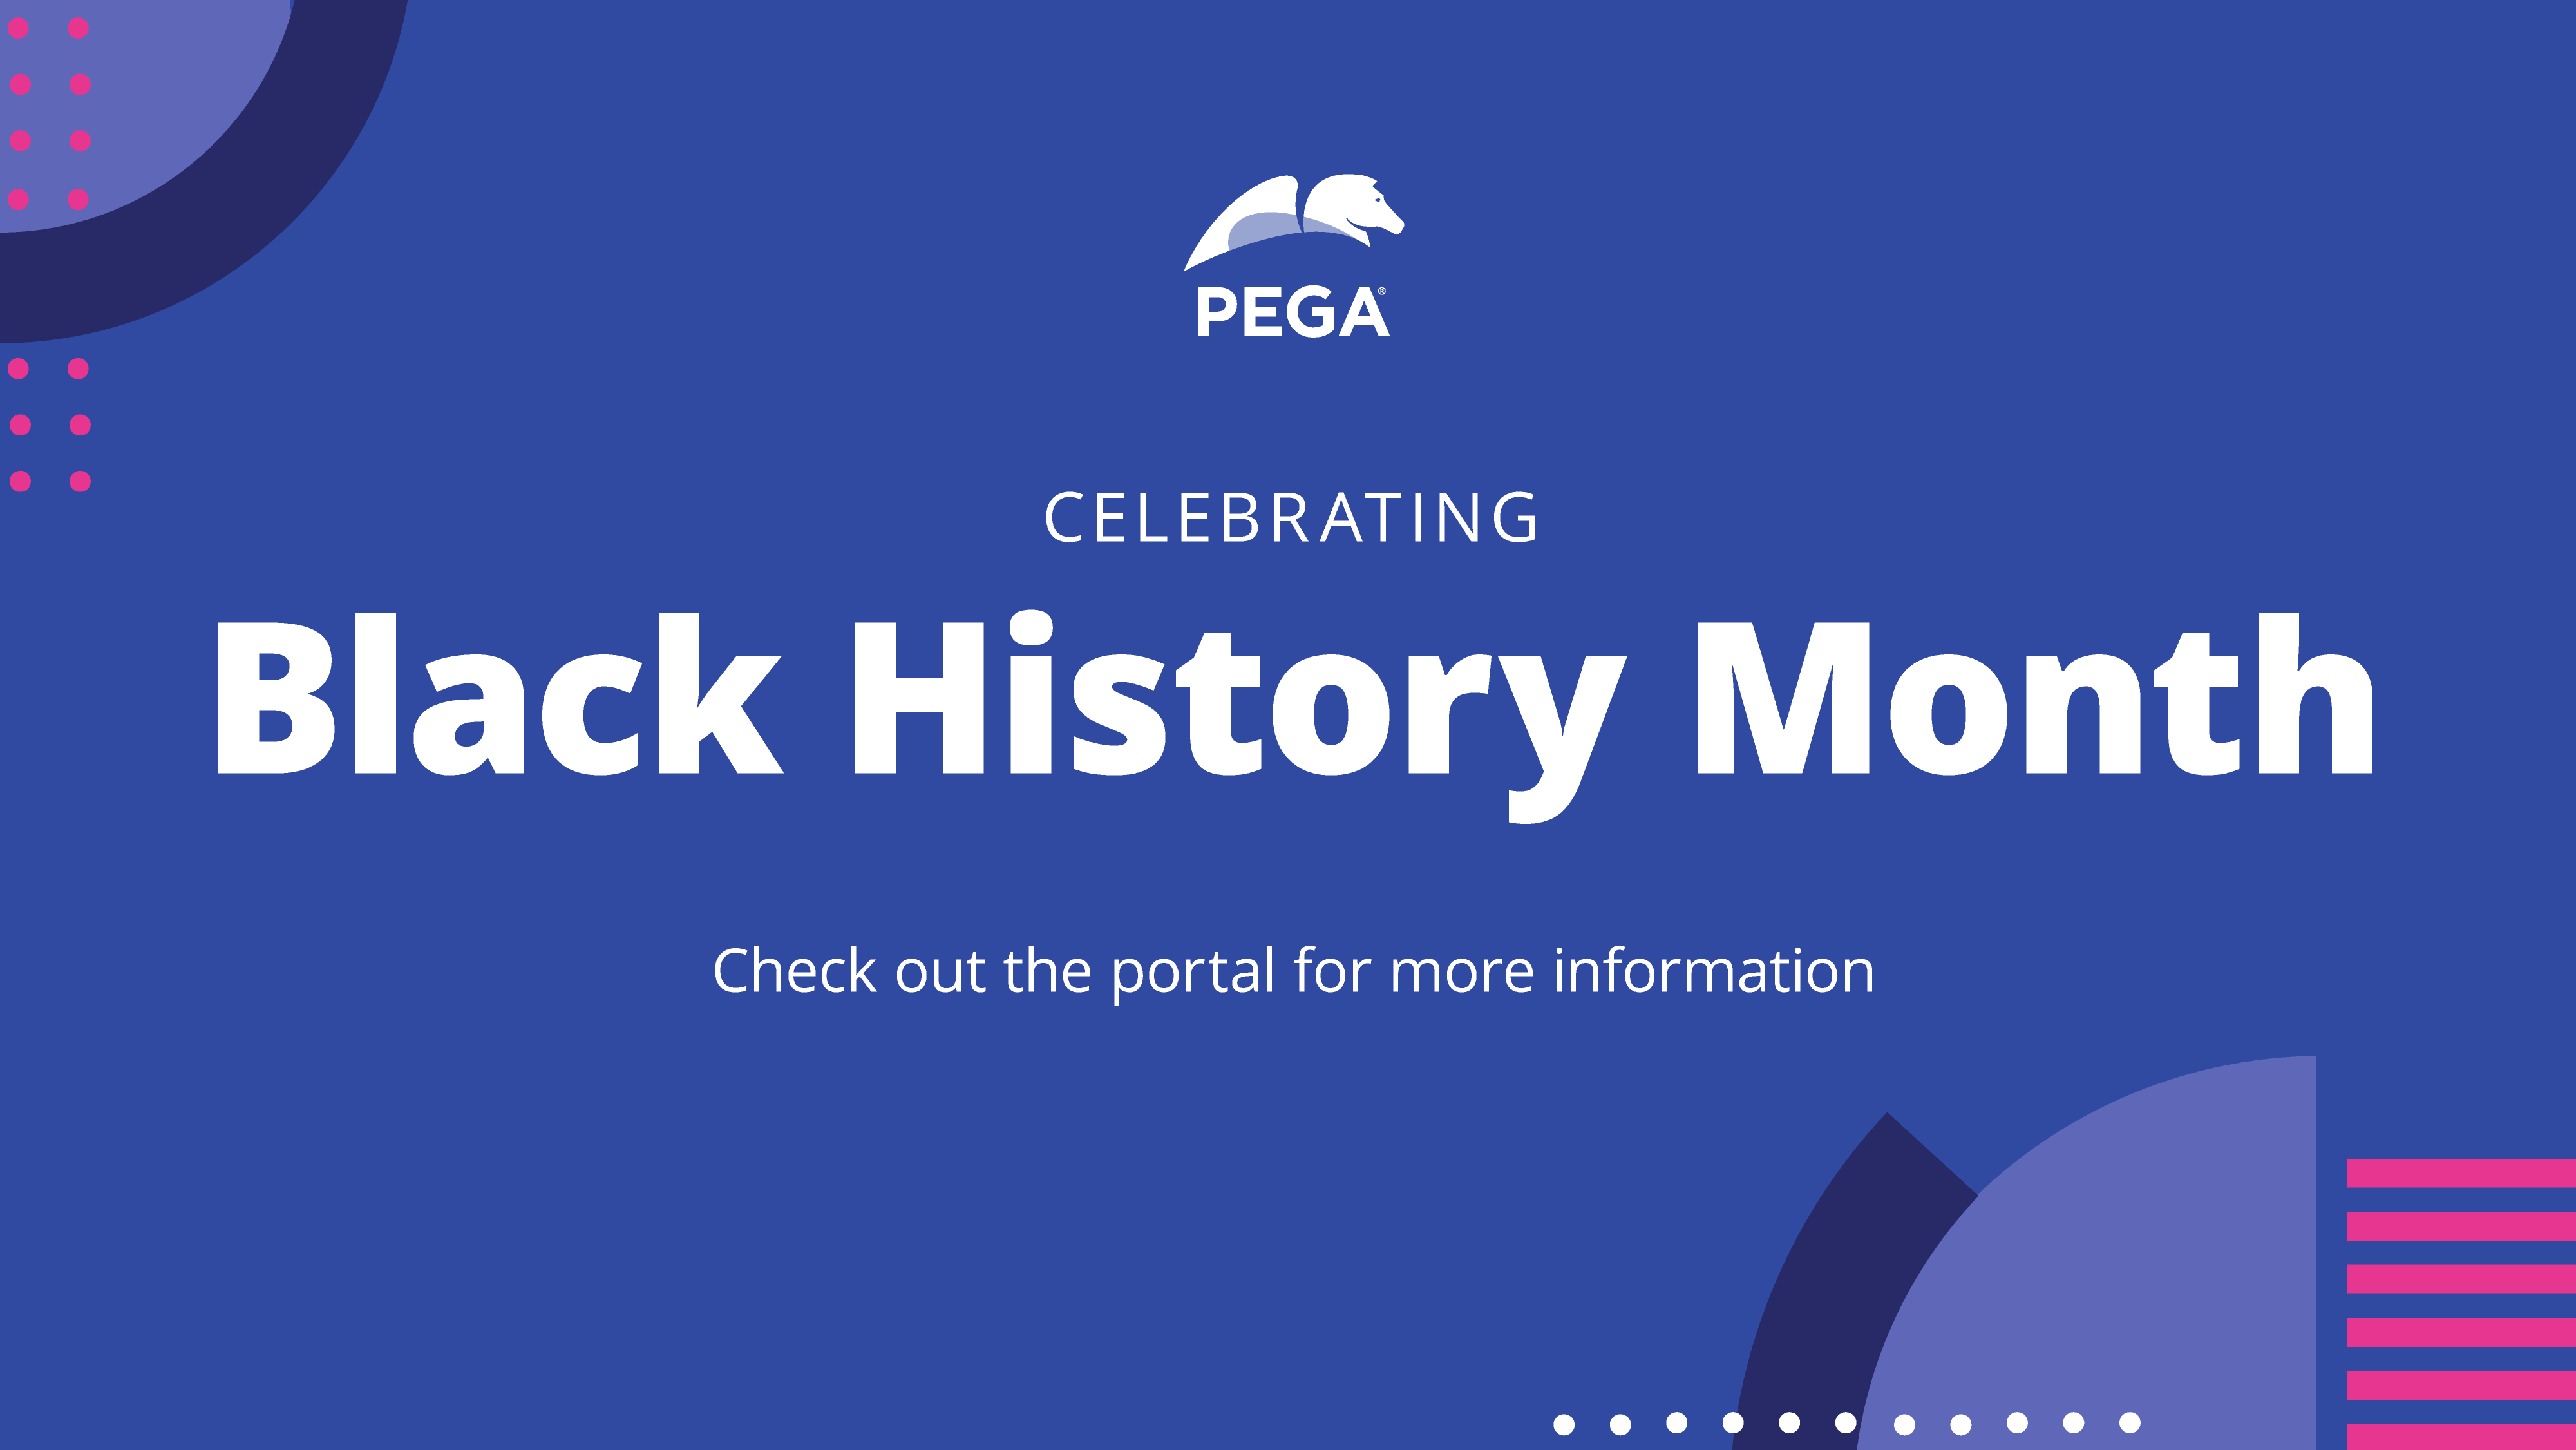 PEGA®
CELEBRATING
Black History Month
Check out the portal for more information